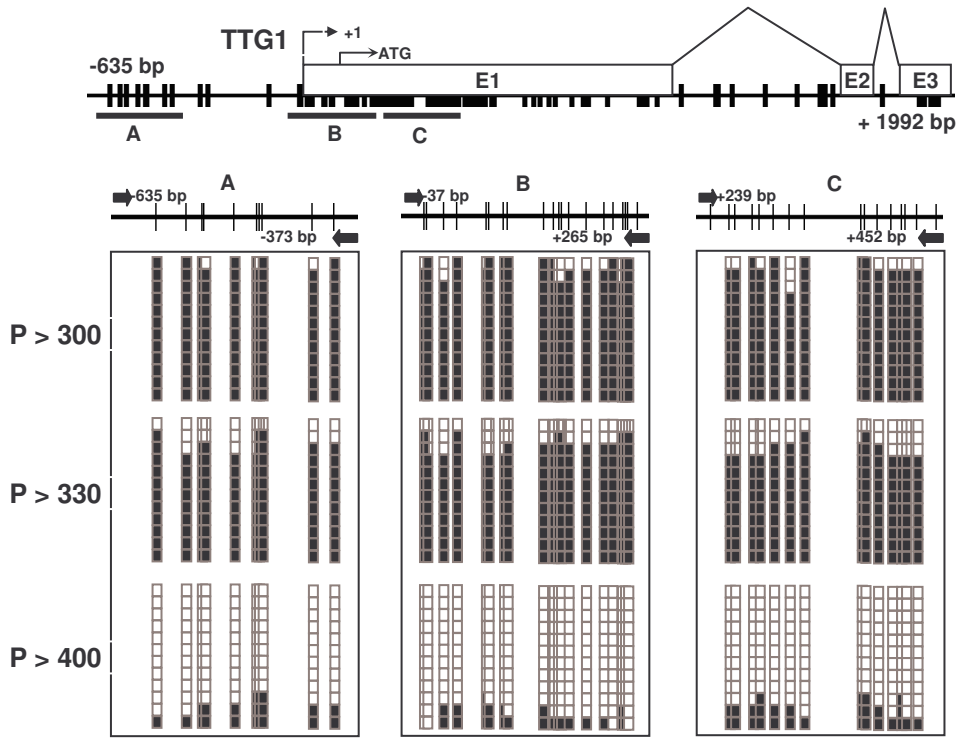 TTG1
+1
ATG
-635 bp
E1
E2
E3
+ 1992 bp
A
B
C
A
B
C
-635 bp
-37 bp
+239 bp
-373 bp
+265 bp
+452 bp
P > 300
P > 330
P > 400